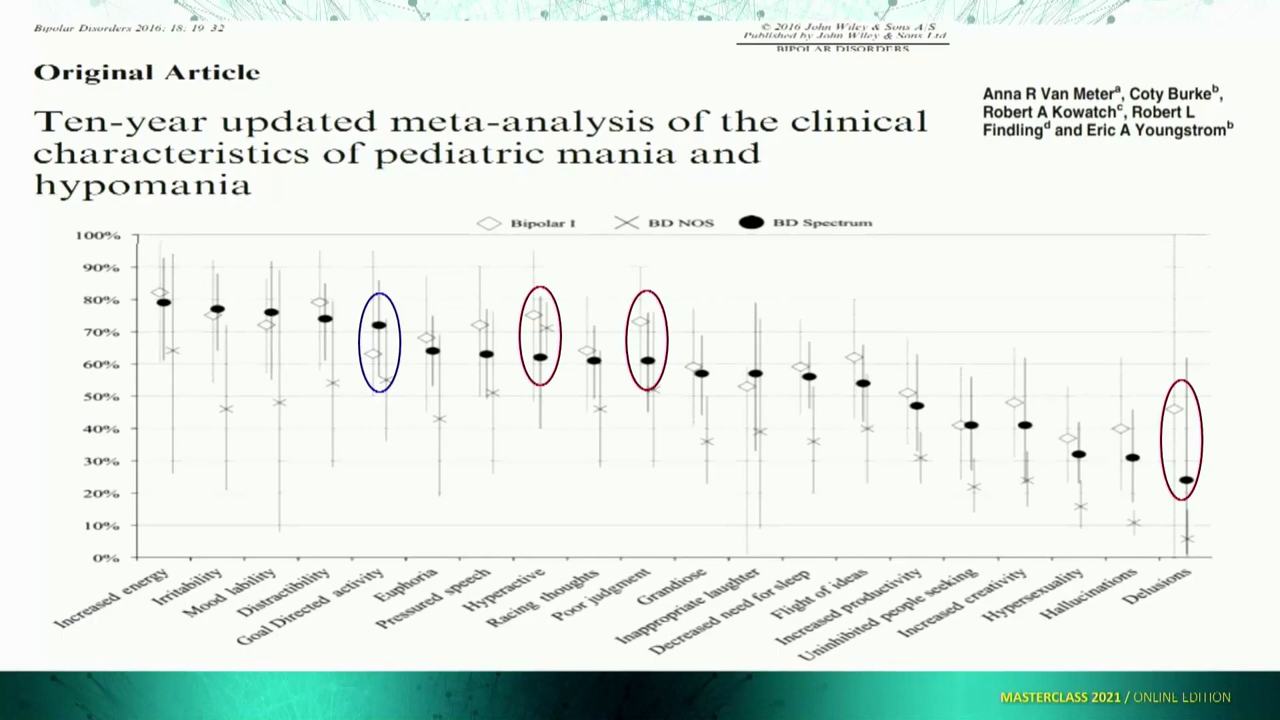 Bipolar Disorders 2016: 18: 19–32
© 2016 John Wiley & Sons A/S
Published by John Wiley & Sons Ltd
BIPOLAR DISORDERS
Original Article
Anna R Van Meterᵃ, Coty Burkeᵇ,
Robert A Kowatchᶜ, Robert L
Findlingᵈ and Eric A Youngstromᵇ
Ten-year updated meta-analysis of the clinical
characteristics of pediatric mania and
hypomania
Bipolar I BD NOS BD Spectrum
100%
90%
80%
70%
60%
50%
40%
30%
20%
10%
0%
Increased energy
Irritability
Mood lability
Distractibility
Goal Directed activity
Euphoria
Pressured speech
Hyperactive
Racing thoughts
Poor judgment
Grandiose
Inappropriate laughter
Decreased need for sleep
Flight of ideas
Increased productivity
Uninhibited people seeking
Increased creativity
Hypersexuality
Hallucinations
Delusions
MASTERCLASS 2021 / ONLINE EDITION